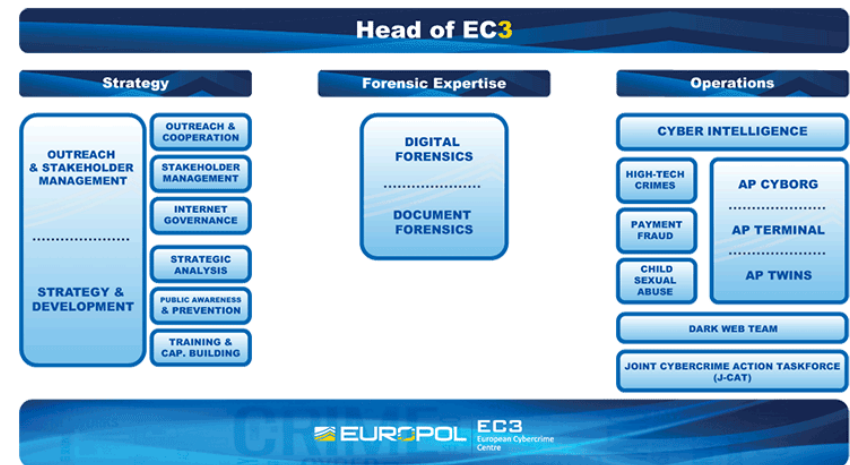 Head of EC3
Strategy
OUTREACH
& STAKEHOLDER
MANAGEMENT
STRATEGY &
DEVELOPMENT
OUTREACH &
COOPERATION
STAKEHOLDER
MANAGEMENT
INTERNET
GOVERNANCE
STRATEGIC
ANALYSIS
PUBLIC AWARENESS
& PREVENTION
TRAINING &
CAP. BUILDING
Forensic Expertise
DIGITAL
FORENSICS
DOCUMENT
FORENSICS
Operations
CYBER INTELLIGENCE
HIGH-TECH
CRIMES
PAYMENT
FRAUD
CHILD
SEXUAL
ABUSE
AP CYBORG
AP TERMINAL
AP TWINS
DARK WEB TEAM
JOINT CYBERCRIME ACTION TASKFORCE
(J-CAT)
CRIME
CYBER
EUROPOL
EC3
European Cybercrime
Centre